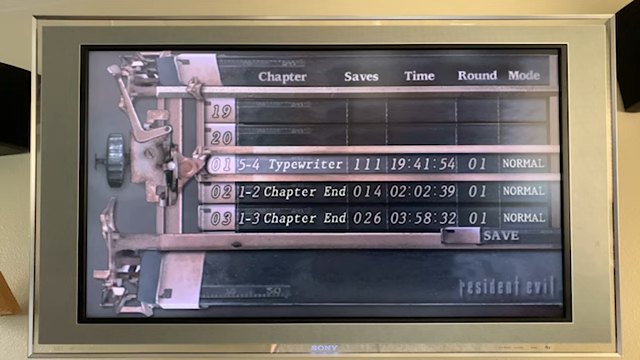 Chapter Saves Time Round Mode
19
20
01 5-4 Typewriter 111 19:41:54 01 NORMAL
02 1-2 Chapter End 014 02:02:39 01 NORMAL
03 1-3 Chapter End 026 03:58:32 01 NORMAL
SAVE
resident evil
SONY